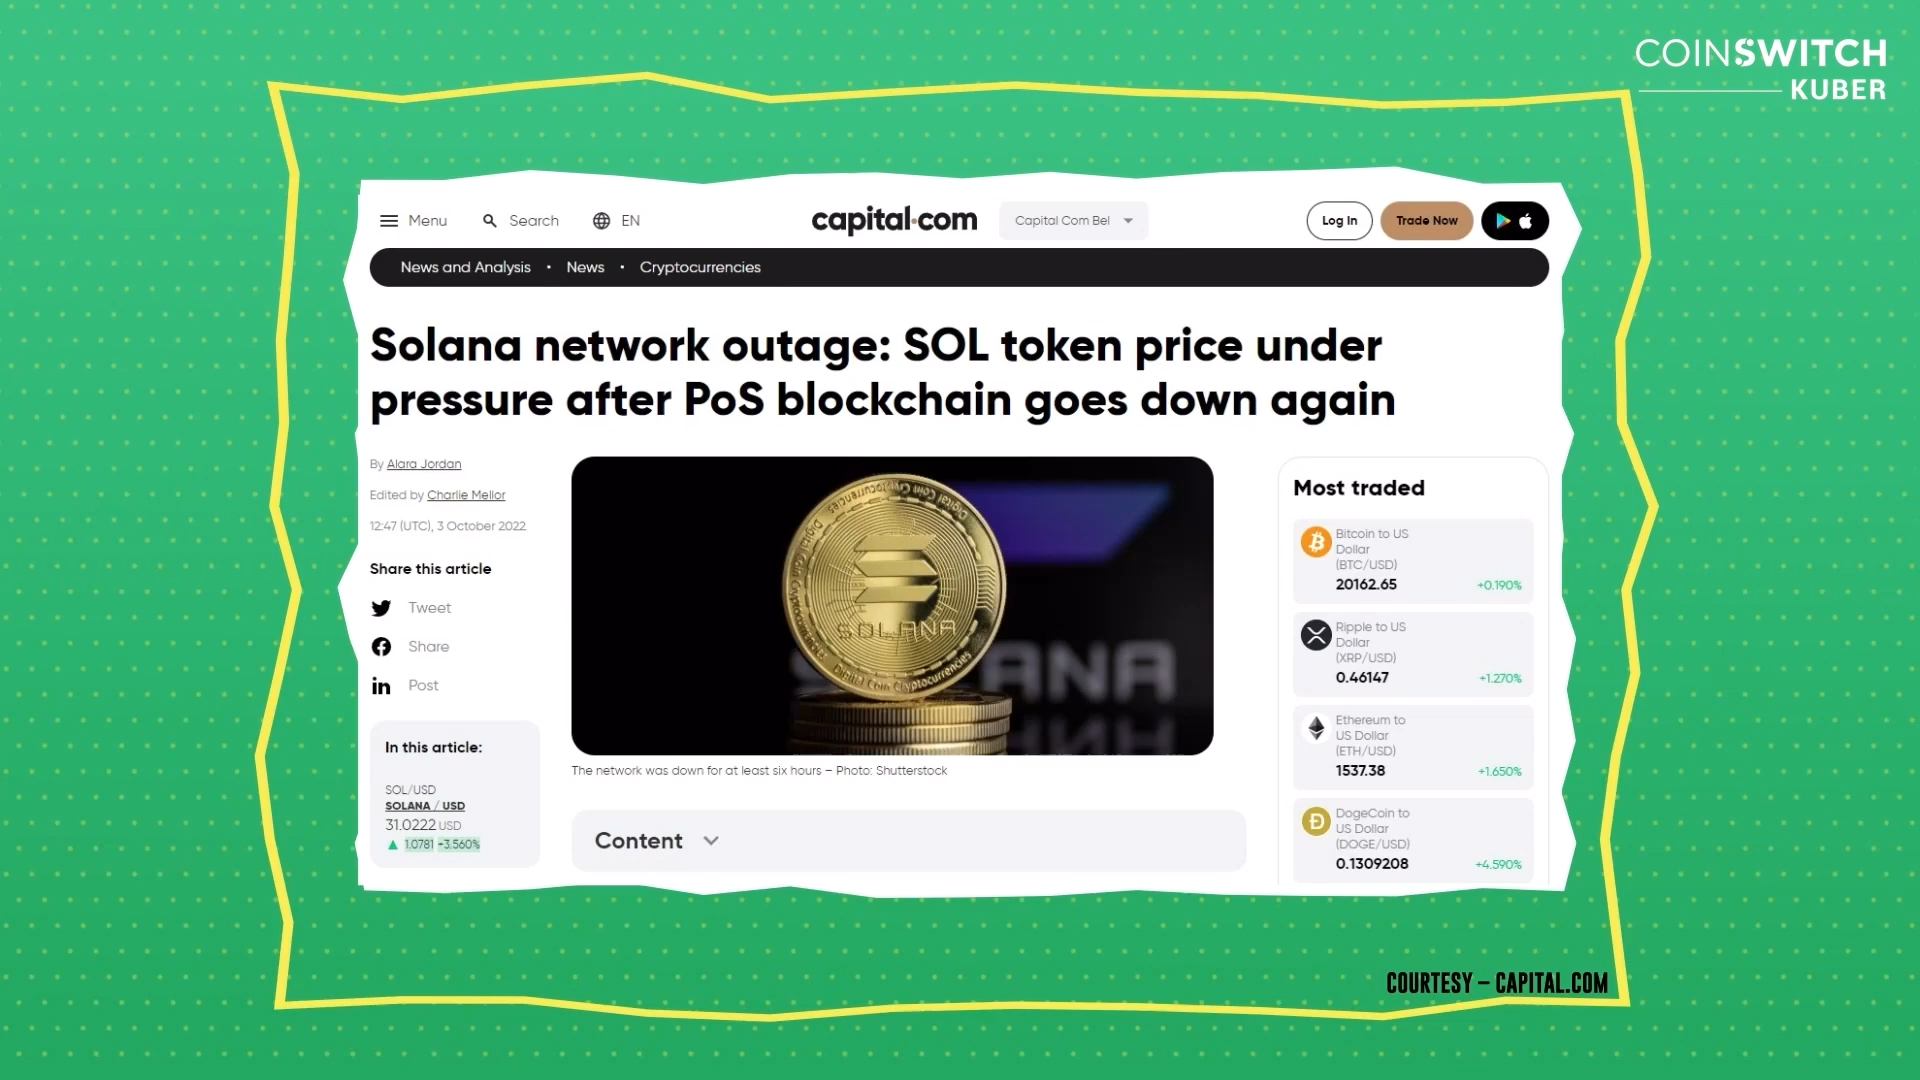 COINSWITCH
KUBER
Menu
Search
EN
capital.com
Capital Com Bel
Log In
Trade Now
News and Analysis • News • Cryptocurrencies
Solana network outage: SOL token price under
pressure after PoS blockchain goes down again
By Alara Jordan
Edited by Charlie Mellor
12:47 (UTC), 3 October 2022
Share this article
Tweet
Share
Post
In this article:
SOL/USD
SOLANA / USD
31.0222 USD
1.0781 +3.560%
Digital Coin Cryptocurrencies
SOLANA
Digital Coin Cryptocurrencies
The network was down for at least six hours – Photo: Shutterstock
Content
Most traded
Bitcoin to US
Dollar
(BTC/USD)
20162.65
+0.190%
Ripple to US
Dollar
(XRP/USD)
0.46147
+1.270%
Ethereum to
US Dollar
(ETH/USD)
1537.38
+1.650%
DogeCoin to
US Dollar
(DOGE/USD)
0.1309208
+4.590%
COURTESY – CAPITAL.COM